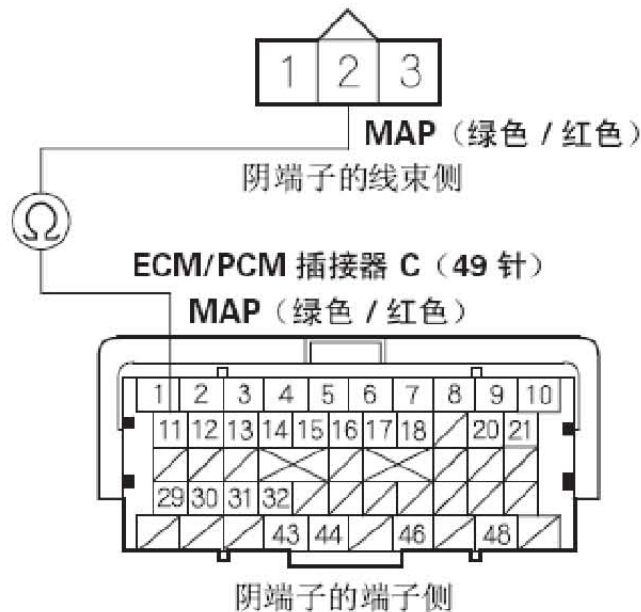 1 2 3
MAP（绿色 / 红色）
阴端子的线束侧
Ω
ECM/PCM 插接器 C（49 针）
MAP（绿色 / 红色）
1 2 3 4 5 6 7 8 9 10
11 12 13 14 15 16 17 18 20 21
29 30 31 32
43 44 46 48
阴端子的端子侧